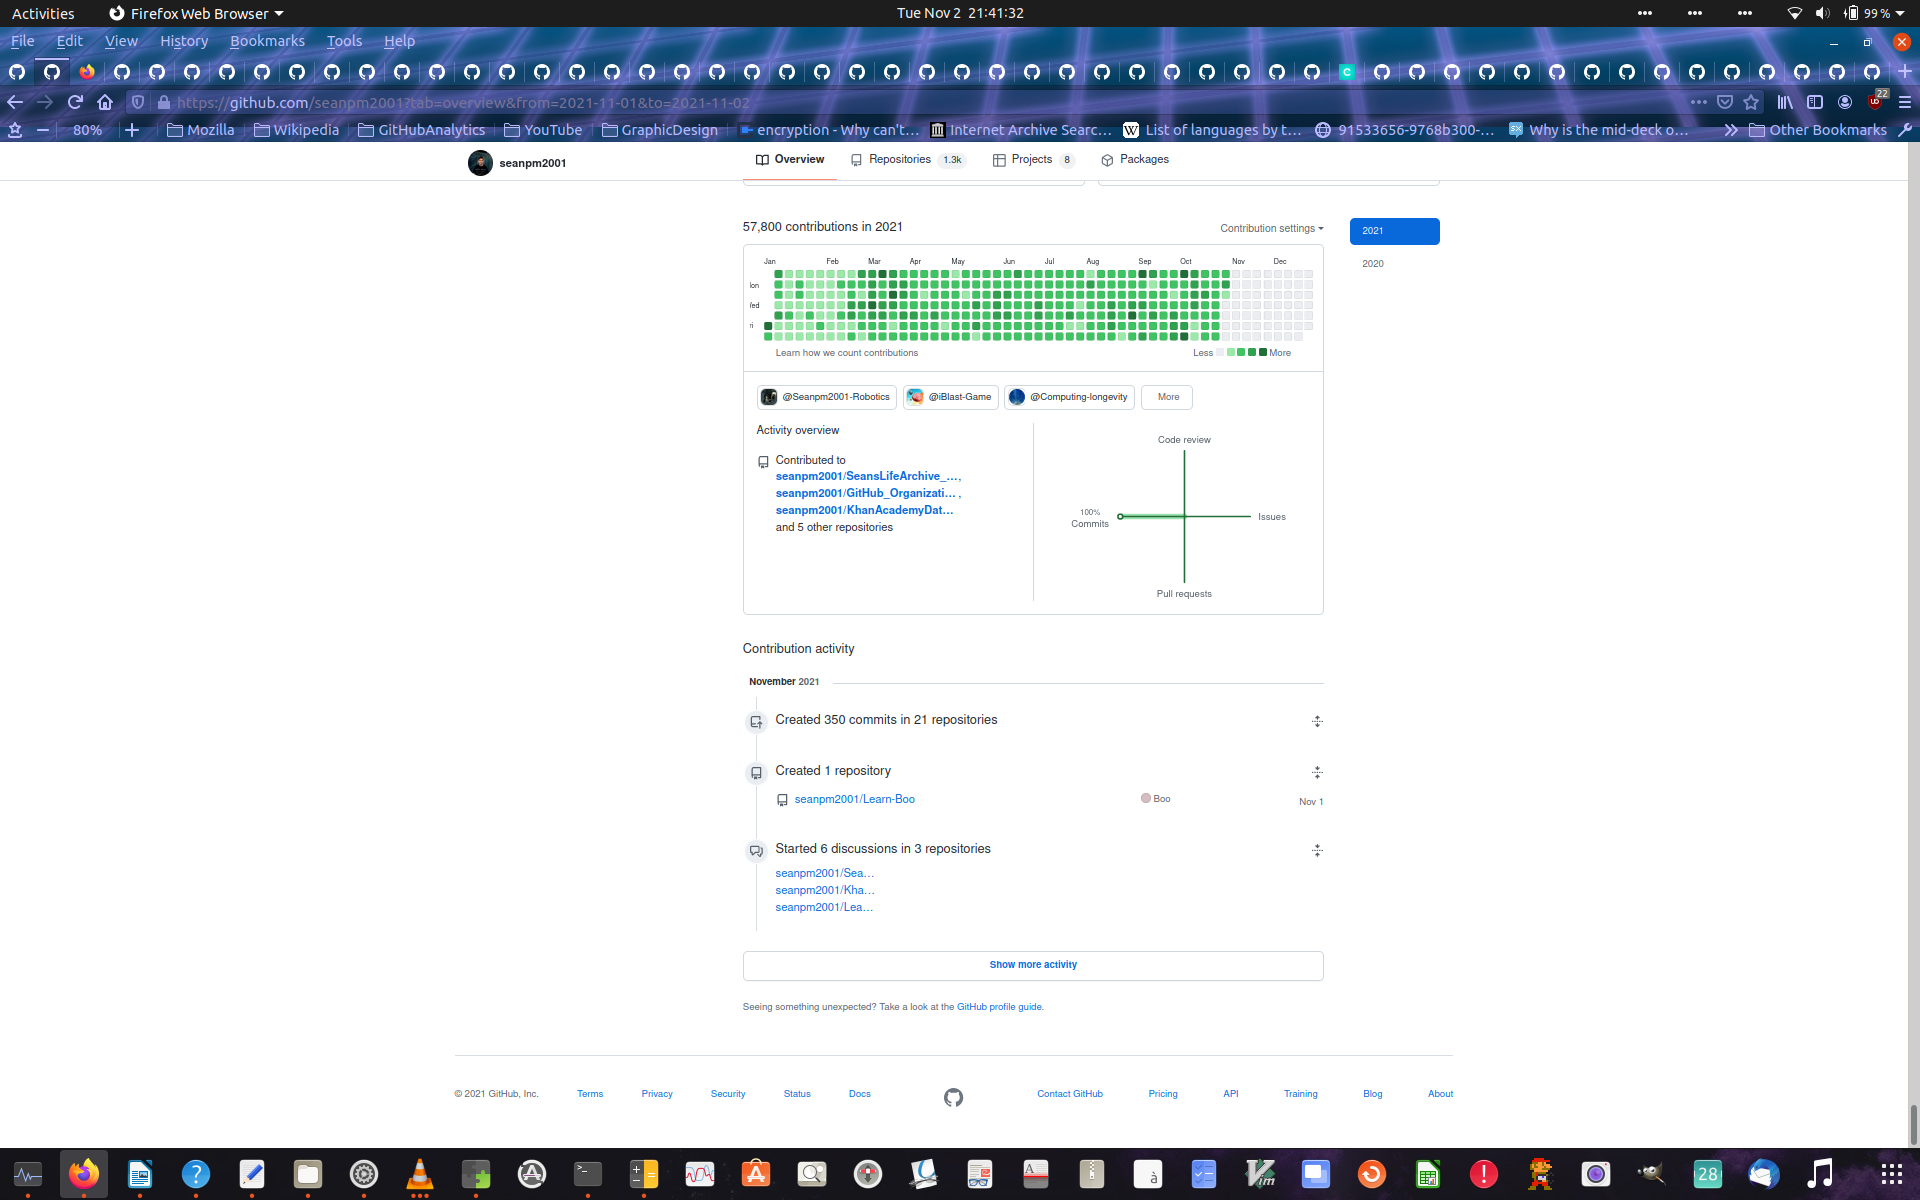 Activities Firefox Web Browser Tue Nov 2 21:41:32 99 %
File Edit View History Bookmarks Tools Help
https://github.com/seanpm2001?tab=overview&from=2021-11-01&to=2021-11-02 22
80% Mozilla Wikipedia GitHubAnalytics YouTube GraphicDesign encryption - Why can't… Internet Archive Searc… List of languages by t… 91533656-9768b300-… Why is the mid-deck o… Other Bookmarks
seanpm2001 Overview Repositories 1.3k Projects 8 Packages
57,800 contributions in 2021 Contribution settings 2021
2020
Jan Feb Mar Apr May Jun Jul Aug Sep Oct Nov Dec
Learn how we count contributions Less More
@Seanpm2001-Robotics @iBlast-Game @Computing-longevity More
Activity overview
Code review
Contributed to
seanpm2001/SeansLifeArchive_…,
seanpm2001/GitHub_Organizati… ,
seanpm2001/KhanAcademyDat…
and 5 other repositories
100%
Commits
Issues
Pull requests
Contribution activity
November 2021
Created 350 commits in 21 repositories
Created 1 repository
seanpm2001/Learn-Boo Boo Nov 1
Started 6 discussions in 3 repositories
seanpm2001/Sea…
seanpm2001/Kha…
seanpm2001/Lea…
Show more activity
Seeing something unexpected? Take a look at the GitHub profile guide.
© 2021 GitHub, Inc. Terms Privacy Security Status Docs Contact GitHub Pricing API Training Blog About
28